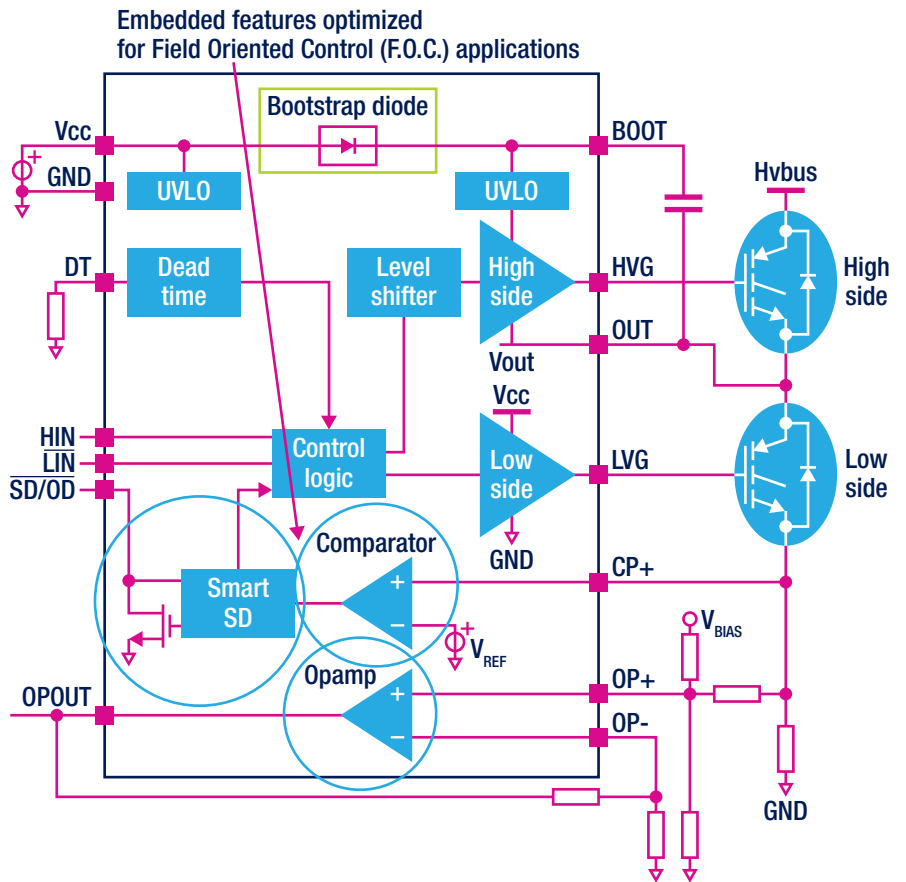 Embedded features optimized
for Field Oriented Control (F.O.C.) applications
Bootstrap diode
Vcc
BOOT
GND
UVLO
UVLO
Hvbus
DT
Dead
time
Level
shifter
High
side
HVG
High
side
OUT
Vout
Vcc
HIN
LIN
SD/OD
Control
logic
Low
side
LVG
Low
side
GND
Comparator
CP+
+
Smart
SD
−
+
VREF
VBIAS
Opamp
OP+
OPOUT
+
−
OP-
GND
+